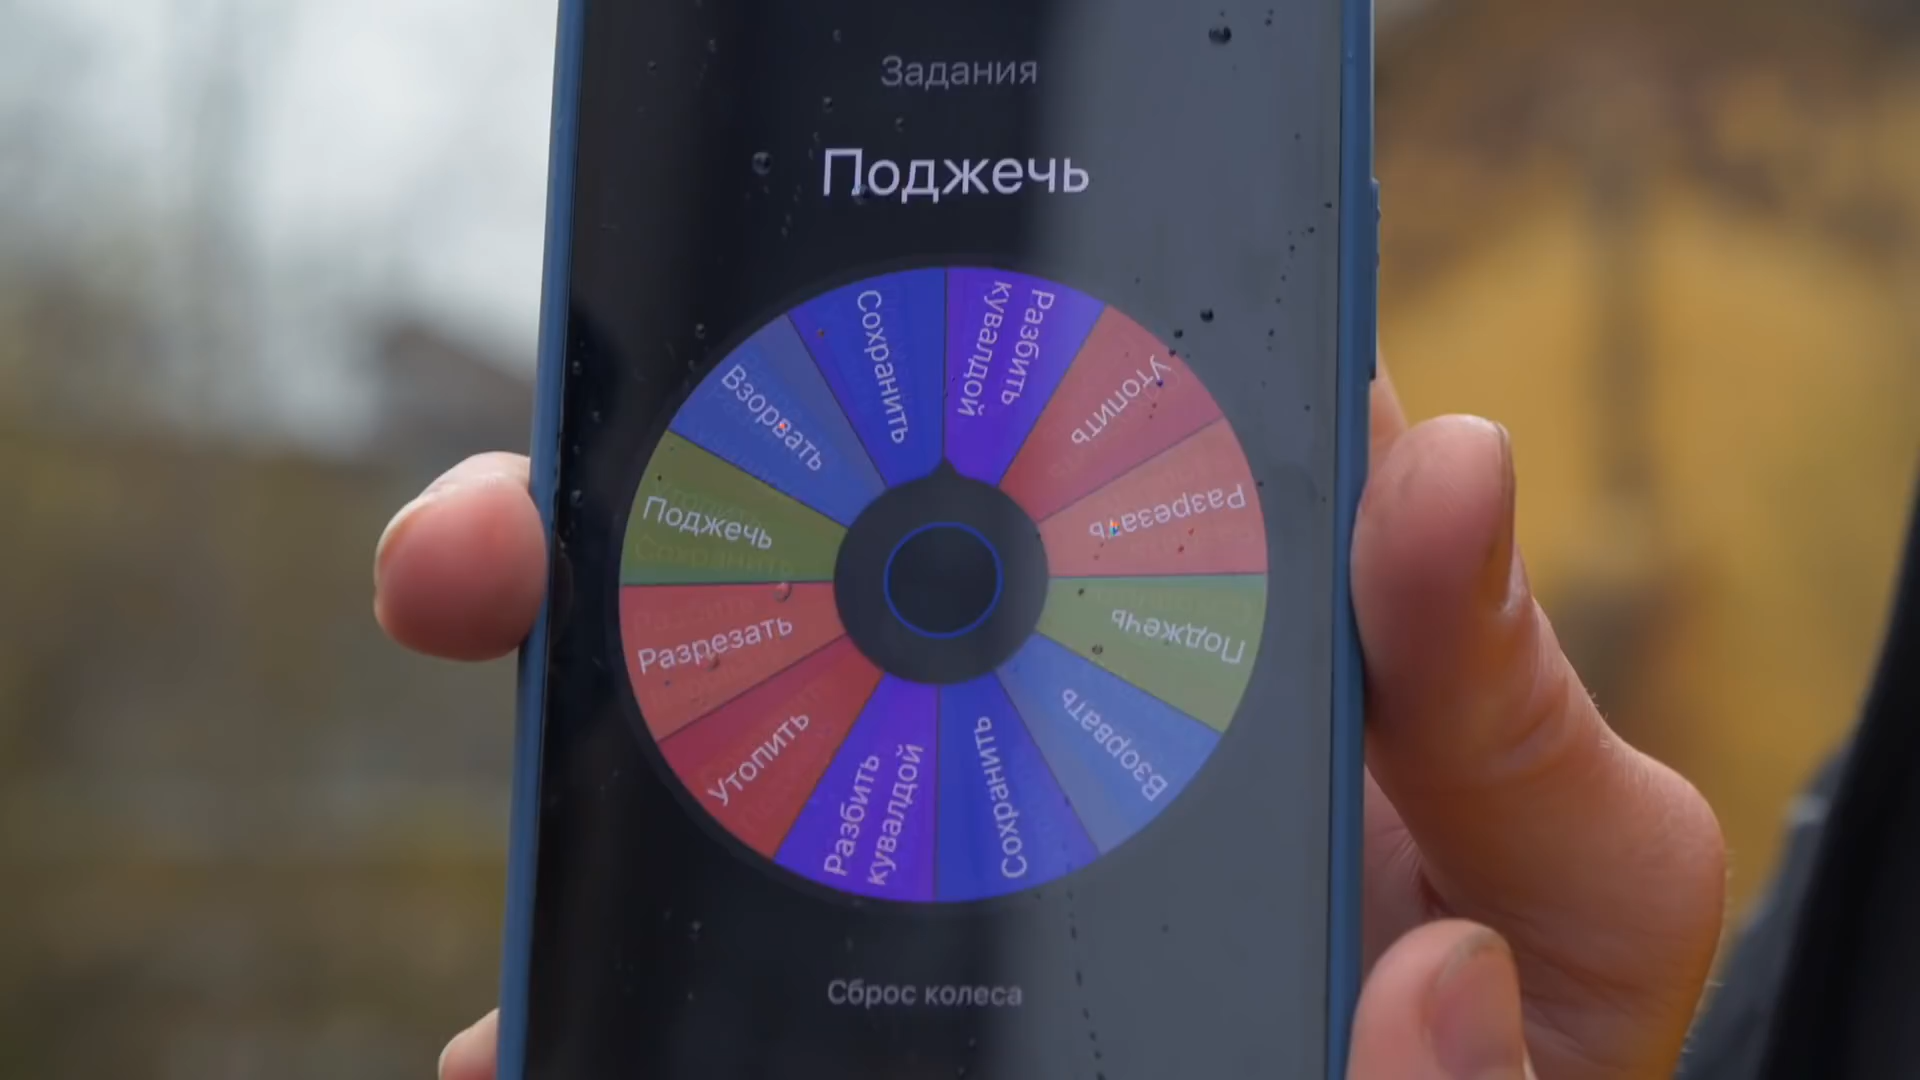 Задания
Поджечь
Разбить
кувалдой
Утопить
Разрезать
Поджечь
Взорвать
Сохранить
Разбить
кувалдой
Утопить
Разрезать
Поджечь
Взорвать
Сохранить
Сброс колеса